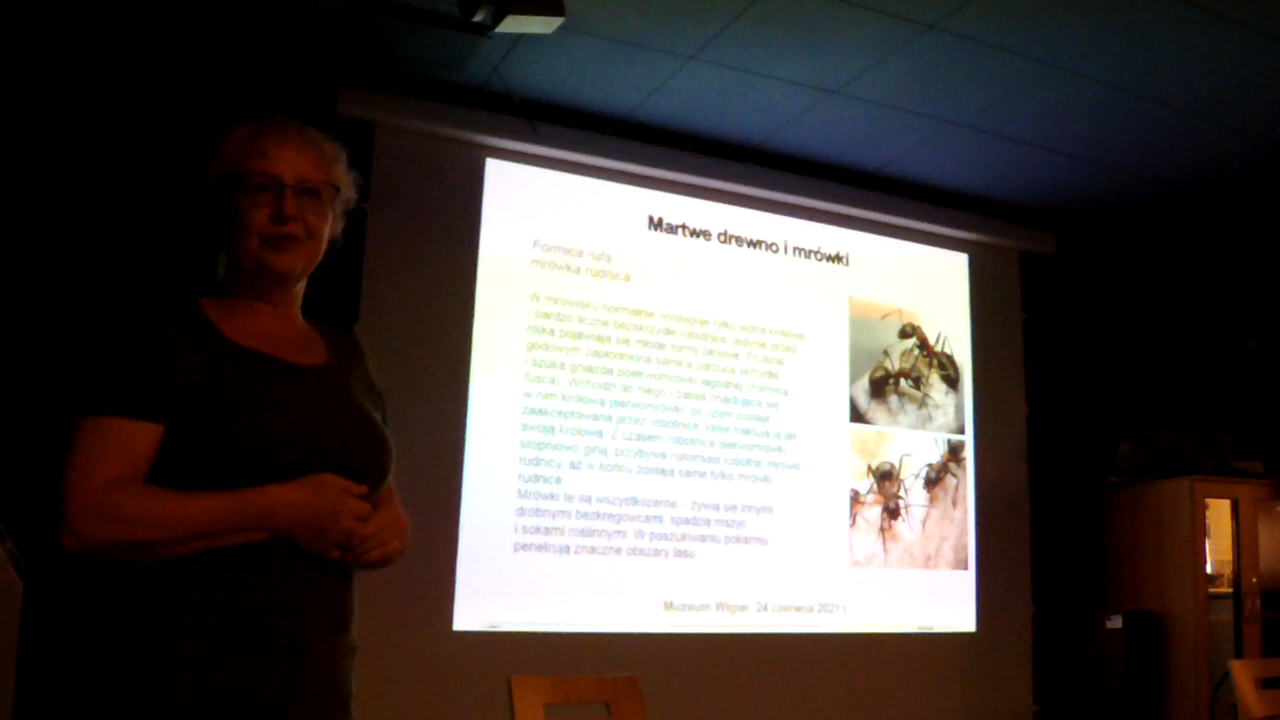 Martwe drewno i mrówki
Formica rufa
mrówka rudnica
W mrowisku normalnie występuje tylko jedna królowa
i bardzo liczne bezskrzydłe robotnice. Jedynie przed
rójką pojawiają się młode formy płciowe. Po locie
godowym zapłodniona samica odrzuca skrzydła
i szuka gniazda pierwomrówki łagodnej (Formica
fusca). Wchodzi do niego i zabija znajdującą się
w nim królową pierwomrówki, po czym zostaje
zaakceptowana przez robotnice, które traktują ją jak
swoją królową. Z czasem robotnice pierwomrówki
stopniowo giną, przybywa natomiast robotnic mrówki
rudnicy, aż w końcu zostają same tylko mrówki
rudnice.
Mrówki te są wszystkożerne - żywią się innymi
drobnymi bezkręgowcami, spadzią mszyc
i sokami roślinnymi. W poszukiwaniu pokarmu
penetrują znaczne obszary lasu.
Muzeum Wigier, 24 czerwca 2021 r.